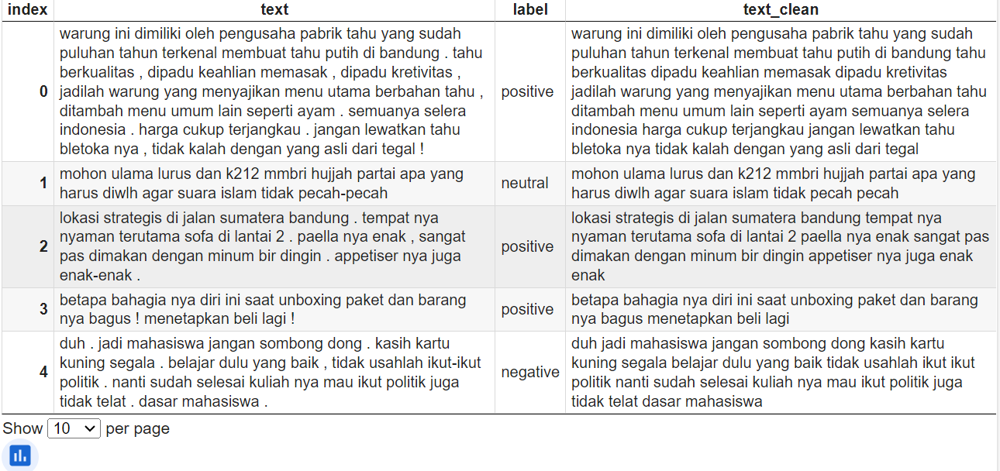 index text label text_clean
warung ini dimiliki oleh pengusaha pabrik tahu yang sudah
puluhan tahun terkenal membuat tahu putih di bandung . tahu
berkualitas , dipadu keahlian memasak , dipadu kretivitas ,
0 jadilah warung yang menyajikan menu utama berbahan tahu ,
ditambah menu umum lain seperti ayam . semuanya selera
indonesia . harga cukup terjangkau . jangan lewatkan tahu
bletoka nya , tidak kalah dengan yang asli dari tegal !
positive
warung ini dimiliki oleh pengusaha pabrik tahu yang sudah
puluhan tahun terkenal membuat tahu putih di bandung tahu
berkualitas dipadu keahlian memasak dipadu kretivitas
jadilah warung yang menyajikan menu utama berbahan tahu
ditambah menu umum lain seperti ayam semuanya selera
indonesia harga cukup terjangkau jangan lewatkan tahu
bletoka nya tidak kalah dengan yang asli dari tegal
1 mohon ulama lurus dan k212 mmbri hujjah partai apa yang
harus diwlh agar suara islam tidak pecah-pecah
neutral
mohon ulama lurus dan k212 mmbri hujjah partai apa yang
harus diwlh agar suara islam tidak pecah pecah
2 lokasi strategis di jalan sumatera bandung . tempat nya
nyaman terutama sofa di lantai 2 . paella nya enak , sangat
pas dimakan dengan minum bir dingin . appetiser nya juga
enak-enak .
positive
lokasi strategis di jalan sumatera bandung tempat nya
nyaman terutama sofa di lantai 2 paella nya enak sangat pas
dimakan dengan minum bir dingin appetiser nya juga enak
enak
3 betapa bahagia nya diri ini saat unboxing paket dan barang
nya bagus ! menetapkan beli lagi !
positive
betapa bahagia nya diri ini saat unboxing paket dan barang
nya bagus menetapkan beli lagi
4 duh . jadi mahasiswa jangan sombong dong . kasih kartu
kuning segala . belajar dulu yang baik , tidak usahlah ikut-ikut
politik . nanti sudah selesai kuliah nya mau ikut politik juga
tidak telat . dasar mahasiswa .
negative
duh jadi mahasiswa jangan sombong dong kasih kartu
kuning segala belajar dulu yang baik tidak usahlah ikut ikut
politik nanti sudah selesai kuliah nya mau ikut politik juga
tidak telat dasar mahasiswa
Show 10 per page